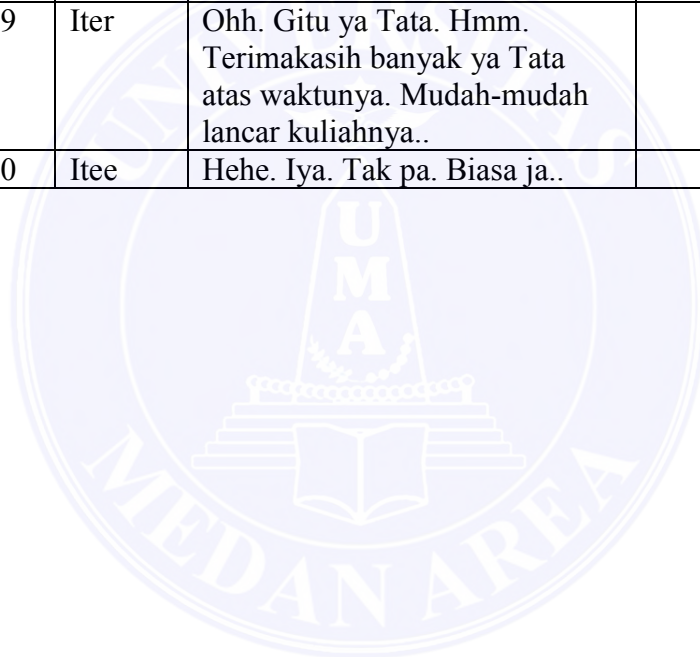 9 Iter Ohh. Gitu ya Tata. Hmm.
Terimakasih banyak ya Tata
atas waktunya. Mudah-mudah
lancar kuliahnya..
0 Itee Hehe. Iya. Tak pa. Biasa ja..
UNIVERSITAS
UMA
MEDAN AREA